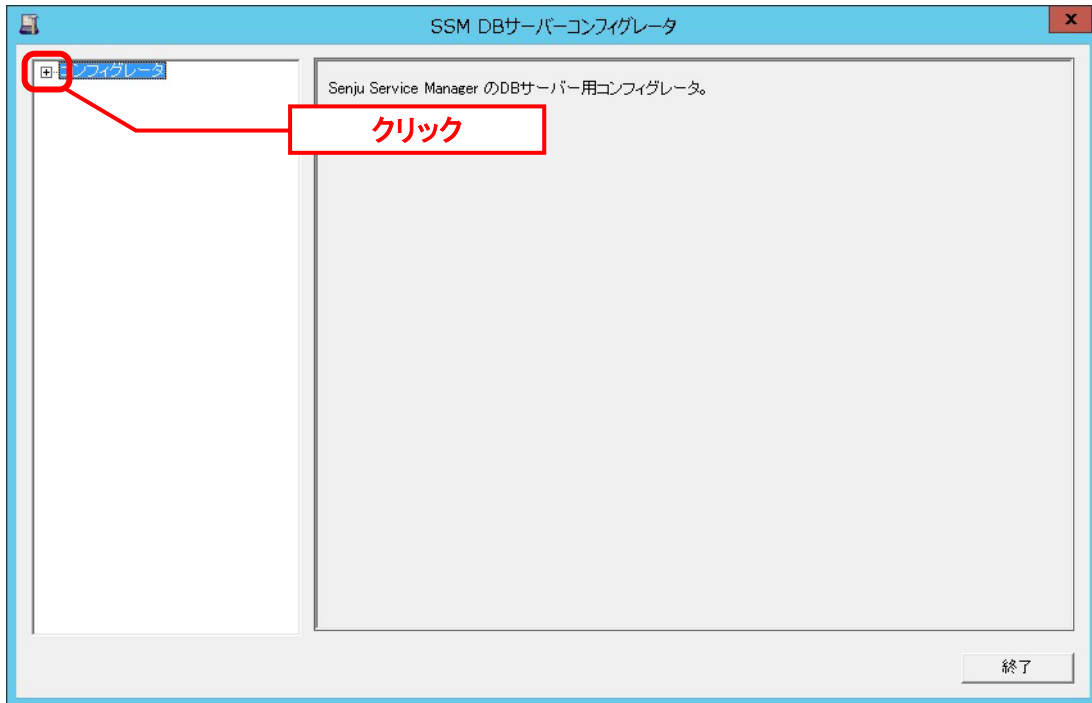 SSM DBサーバーコンフィグレータ
コンフィグレータ
Senju Service Manager のDBサーバー用コンフィグレータ。
クリック
終了